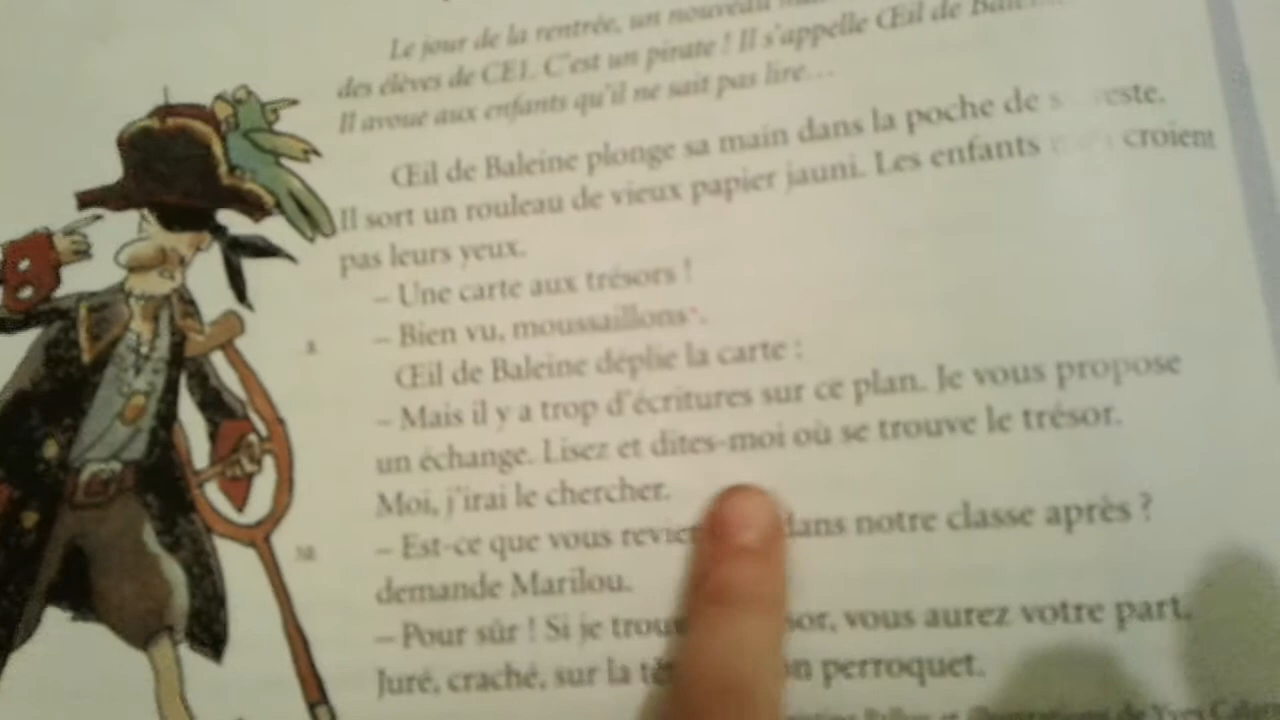 Le jour de la rentrée, un nouveau
des élèves de CE1. C'est un pirate ! Il s'appelle Œil de
Il avoue aux enfants qu'il ne sait pas lire…
Œil de Baleine plonge sa main dans la poche de
Il sort un rouleau de vieux papier jauni. Les enfants croient
pas leurs yeux.
– Une carte aux trésors !
– Bien vu, moussaillons*.
Œil de Baleine déplie la carte :
– Mais il y a trop d'écritures sur ce plan. Je vous propose
un échange. Lisez et dites-moi où se trouve le trésor.
Moi, j'irai le chercher.
– Est-ce que vous dans notre classe après ?
demande Marilou.
– Pour sûr ! Si je vous aurez votre part.
Juré, craché, sur la perroquet.